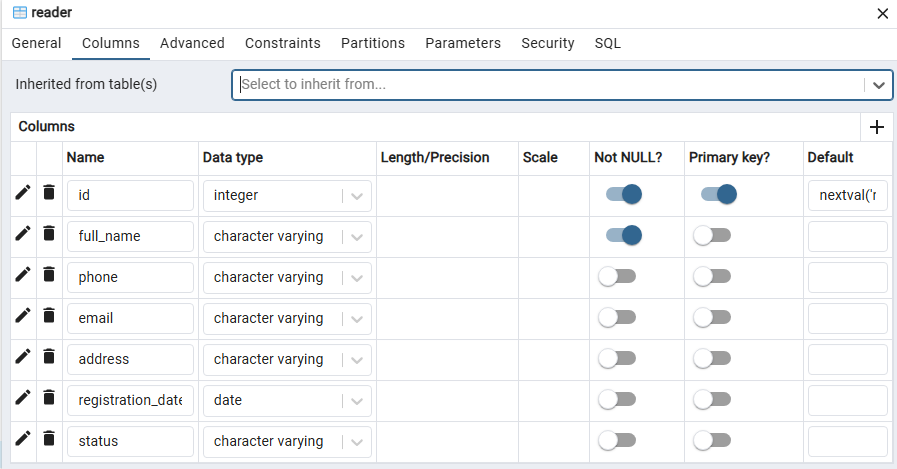 reader
General Columns Advanced Constraints Partitions Parameters Security SQL
Inherited from table(s) Select to inherit from...
Columns
Name Data type Length/Precision Scale Not NULL? Primary key? Default
id integer nextval('r
full_name character varying
phone character varying
email character varying
address character varying
registration_date date
status character varying